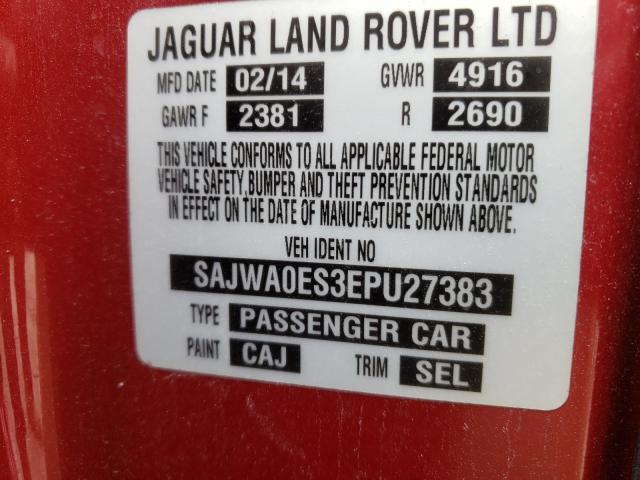 JAGUAR LAND ROVER LTD
MFD DATE 02/14 GVWR 4916
GAWR F 2381 R 2690
THIS VEHICLE CONFORMS TO ALL APPLICABLE FEDERAL MOTOR
VEHICLE SAFETY,BUMPER AND THEFT PREVENTION STANDARDS
IN EFFECT ON THE DATE OF MANUFACTURE SHOWN ABOVE.
VEH IDENT NO
SAJWA0ES3EPU27383
TYPE PASSENGER CAR
PAINT CAJ TRIM SEL